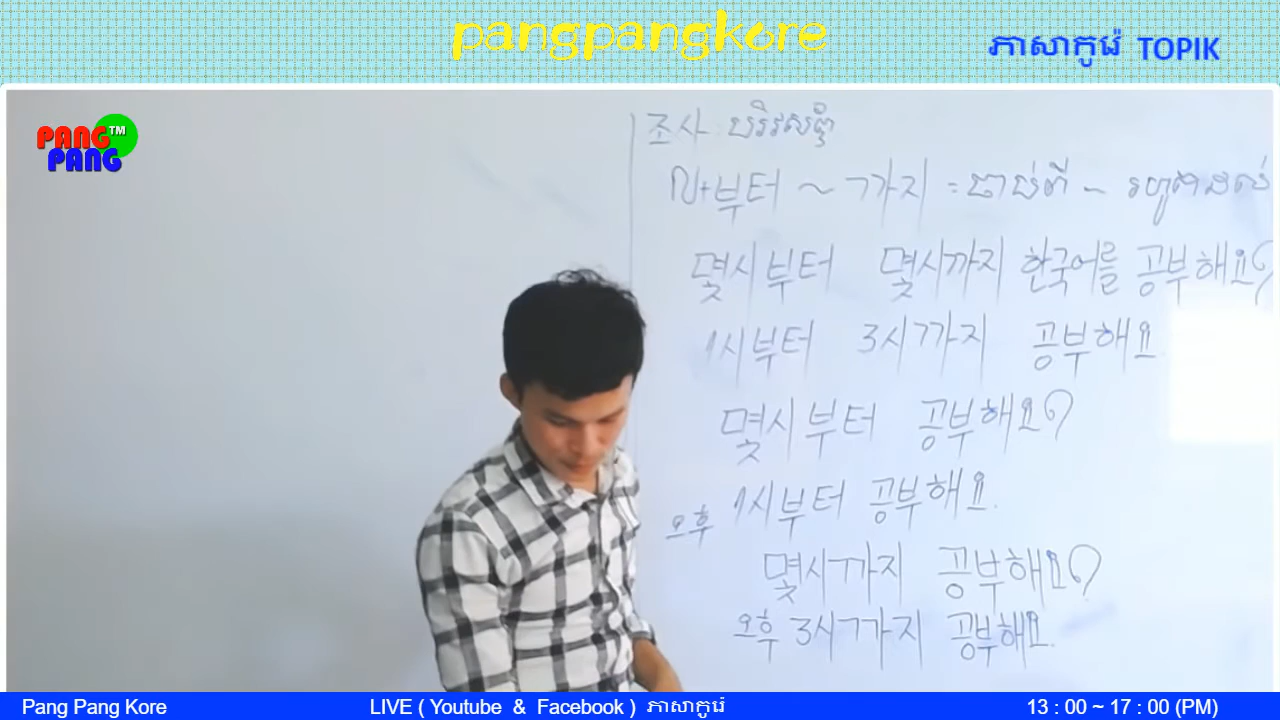 pangpangkore
ភាសាកូរ៉េ TOPIK
PANG TM
PANG
조사
N+부터 ~ 까지 = ចាប់ពី ~ រហូតដល់
몇시부터 몇시까지 한국어를 공부해요?
1시부터 3시까지 공부해요.
몇시부터 공부해요?
오후 1시부터 공부해요.
몇시까지 공부해요?
오후 3시까지 공부해요.
Pang Pang Kore LIVE ( Youtube & Facebook ) ភាសាកូរ៉េ 13 : 00 ~ 17 : 00 (PM)